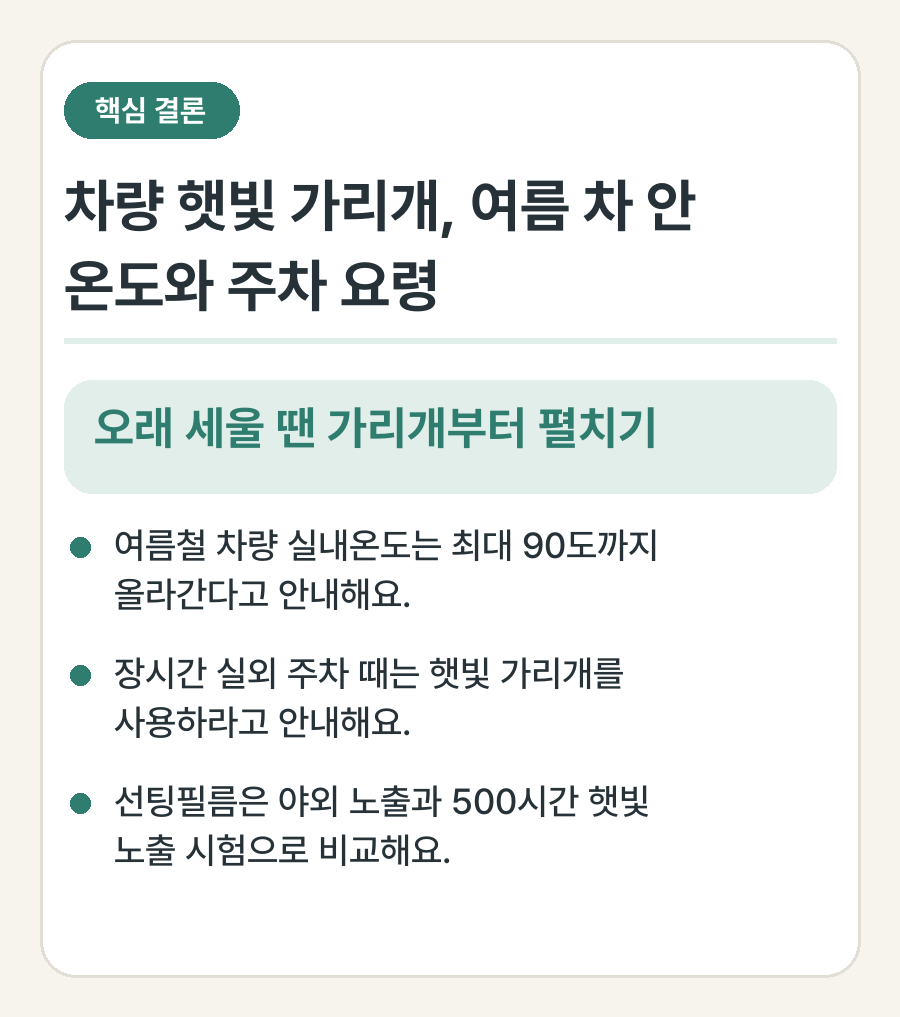 핵심 결론
차량 햇빛 가리개, 여름 차 안
온도와 주차 요령
오래 세울 땐 가리개부터 펼치기
여름철 차량 실내온도는 최대 90도까지
올라간다고 안내해요.
장시간 실외 주차 때는 햇빛 가리개를
사용하라고 안내해요.
선팅필름은 야외 노출과 500시간 햇빛
노출 시험으로 비교해요.